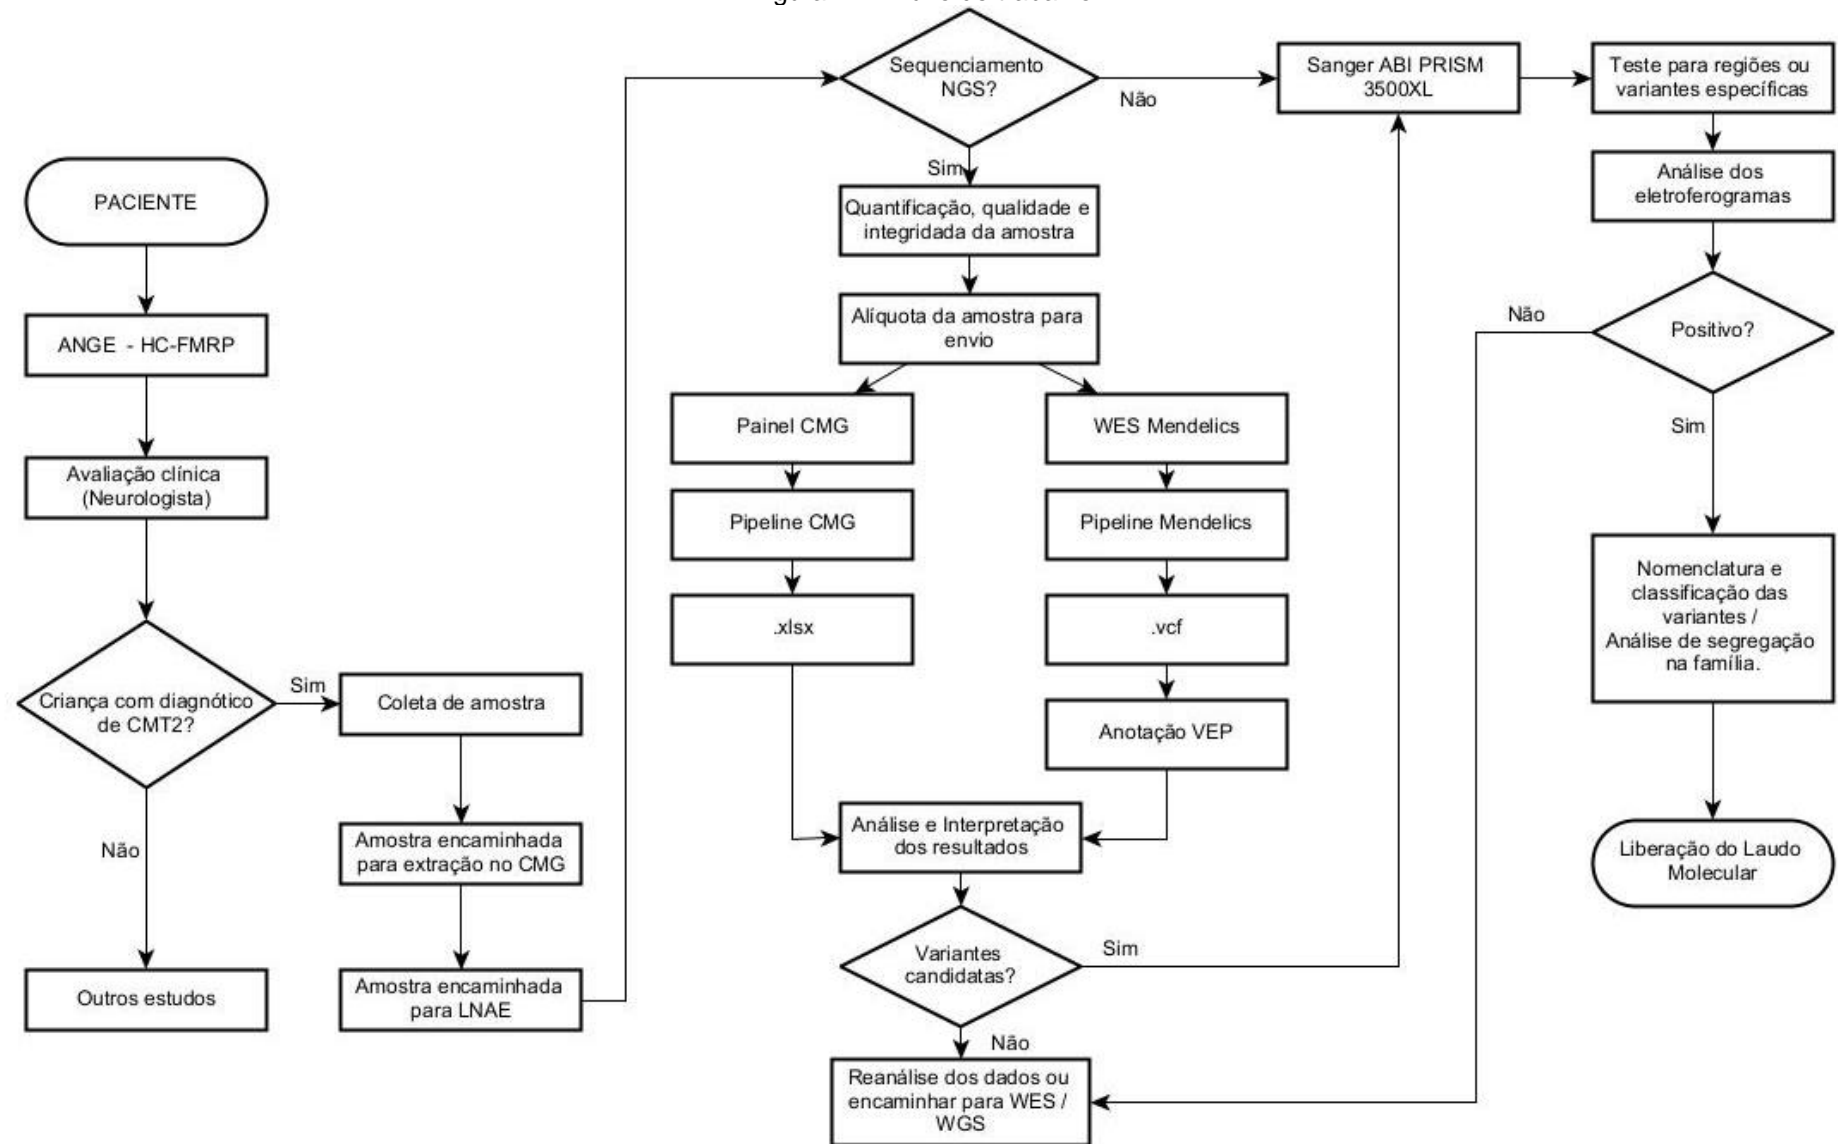 PACIENTE
ANGE - HC-FMRP
Avaliação clínica
(Neurologista)
Criança com diagnótico
de CMT2?
Sim
Não
Outros estudos
Coleta de amostra
Amostra encaminhada
para extração no CMG
Amostra encaminhada
para LNAE
Sequenciamento
NGS?
Não
Sim
Quantificação, qualidade e
integridada da amostra
Alíquota da amostra para
envio
Painel CMG
Pipeline CMG
.xlsx
WES Mendelics
Pipeline Mendelics
.vcf
Anotação VEP
Análise e Interpretação
dos resultados
Variantes
candidatas?
Sim
Não
Reanálise dos dados ou
encaminhar para WES /
WGS
Sanger ABI PRISM
3500XL
Teste para regiões ou
variantes específicas
Análise dos
eletroferogramas
Positivo?
Não
Sim
Nomenclatura e
classificação das
variantes /
Análise de segregação
na família.
Liberação do Laudo
Molecular